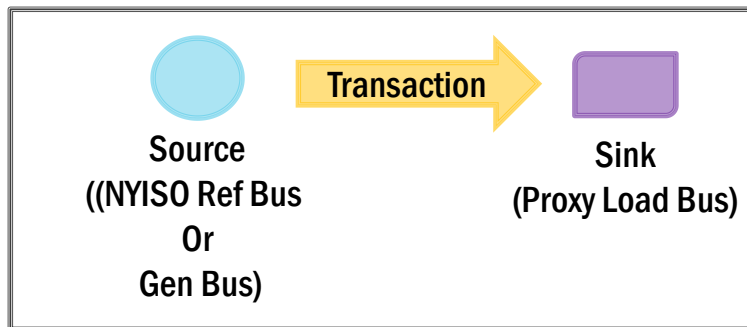 Transaction
Source
((NYISO Ref Bus
Or
Gen Bus)
Sink
(Proxy Load Bus)